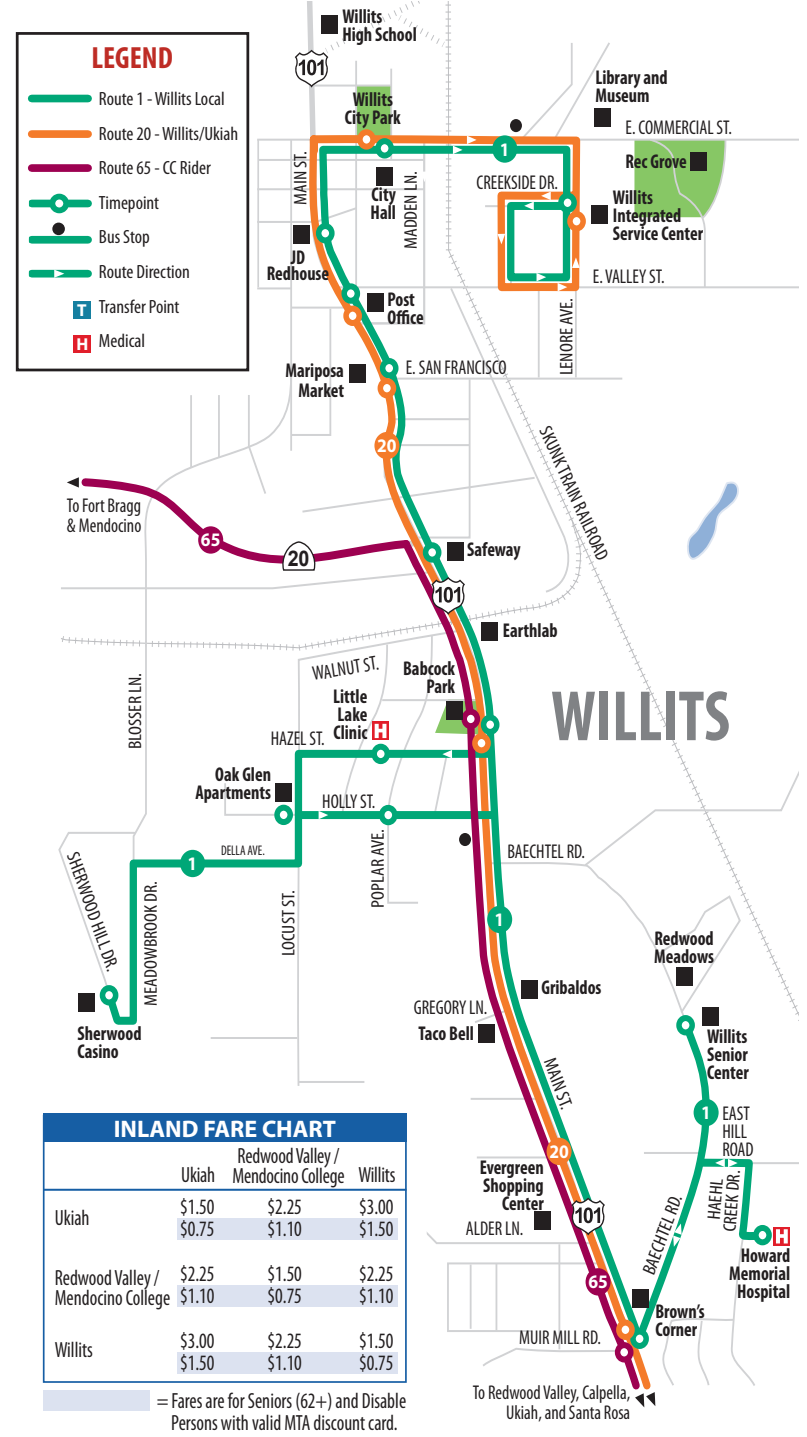 LEGEND
Route 1 - Willits Local
Route 20 - Willits/Ukiah
Route 65 - CC Rider
Timepoint
Bus Stop
Route Direction
T
Transfer Point
H
Medical
Willits
High School
101
Willits
City Park
Library and
Museum
E. COMMERCIAL ST.
1
Rec Grove
MAIN ST.
City
Hall
MADDEN LN.
CREEKSIDE DR.
Willits
Integrated
Service Center
JD
Redhouse
E. VALLEY ST.
Post
Office
LENORE AVE.
Mariposa
Market
E. SAN FRANCISCO
20
SKUNK TRAIN RAILROAD
To Fort Bragg
& Mendocino
65
20
Safeway
101
Earthlab
WALNUT ST.
Babcock
Park
BLOSSER LN.
Little
Lake
Clinic
H
WILLITS
HAZEL ST.
Oak Glen
Apartments
HOLLY ST.
POPLAR AVE.
DELLA AVE.
1
BAECHTEL RD.
SHERWOOD HILL DR.
MEADOWBROOK DR.
LOCUST ST.
1
Redwood
Meadows
Gribaldos
GREGORY LN.
Taco Bell
Sherwood
Casino
Willits
Senior
Center
MAIN ST.
1
EAST
HILL
ROAD
20
Evergreen
Shopping
Center
101
ALDER LN.
HAEHL
CREEK DR.
BAECHTEL RD.
H
Howard
Memorial
Hospital
65
Brown's
Corner
MUIR MILL RD.
To Redwood Valley, Calpella,
Ukiah, and Santa Rosa
INLAND FARE CHART
Redwood Valley /
Ukiah Mendocino College Willits
Ukiah
$1.50 $2.25 $3.00
$0.75 $1.10 $1.50
Redwood Valley /
Mendocino College
$2.25 $1.50 $2.25
$1.10 $0.75 $1.10
Willits
$3.00 $2.25 $1.50
$1.50 $1.10 $0.75
= Fares are for Seniors (62+) and Disable
Persons with valid MTA discount card.